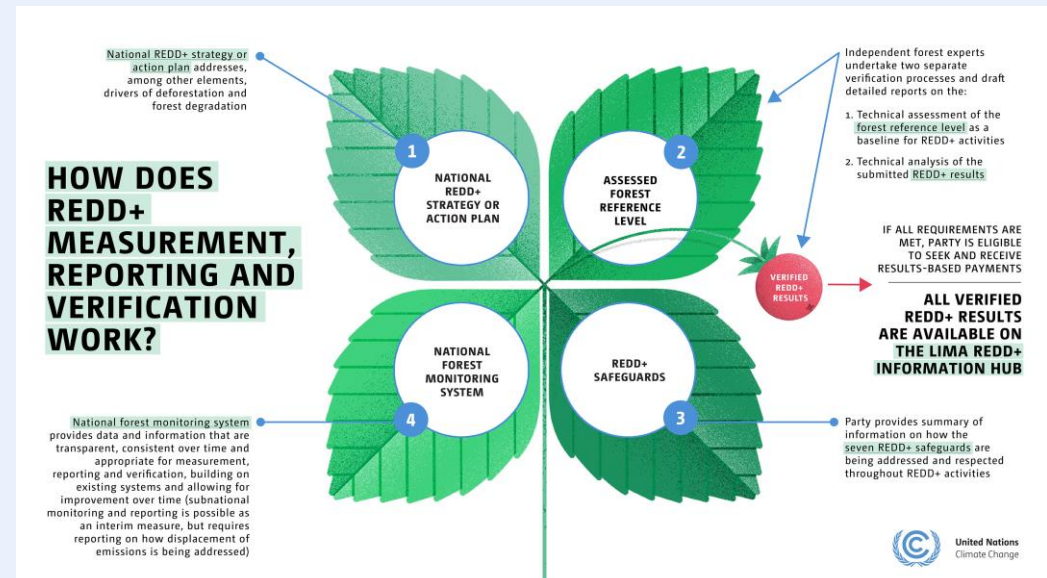 National REDD+ strategy or
action plan addresses,
among other elements,
drivers of deforestation and
forest degradation
HOW DOES
REDD+
MEASUREMENT,
REPORTING AND
VERIFICATION
WORK?
1
NATIONAL
REDD+
STRATEGY OR
ACTION PLAN
2
ASSESSED
FOREST
REFERENCE
LEVEL
Independent forest experts
undertake two separate
verification processes and draft
detailed reports on the:
1. Technical assessment of the
forest reference level as a
baseline for REDD+ activities
2. Technical analysis of the
submitted REDD+ results
VERIFIED
REDD+
RESULTS
IF ALL REQUIREMENTS ARE
MET, PARTY IS ELIGIBLE
TO SEEK AND RECEIVE
RESULTS-BASED PAYMENTS
ALL VERIFIED
REDD+ RESULTS
ARE AVAILABLE ON
THE LIMA REDD+
INFORMATION HUB
NATIONAL
FOREST
MONITORING
SYSTEM
4
REDD+
SAFEGUARDS
3
National forest monitoring system
provides data and information that are
transparent, consistent over time and
appropriate for measurement,
reporting and verification, building on
existing systems and allowing for
improvement over time (subnational
monitoring and reporting is possible as
an interim measure, but requires
reporting on how displacement of
emissions is being addressed)
Party provides summary of
information on how the
seven REDD+ safeguards are
being addressed and respected
throughout REDD+ activities
United Nations
Climate Change